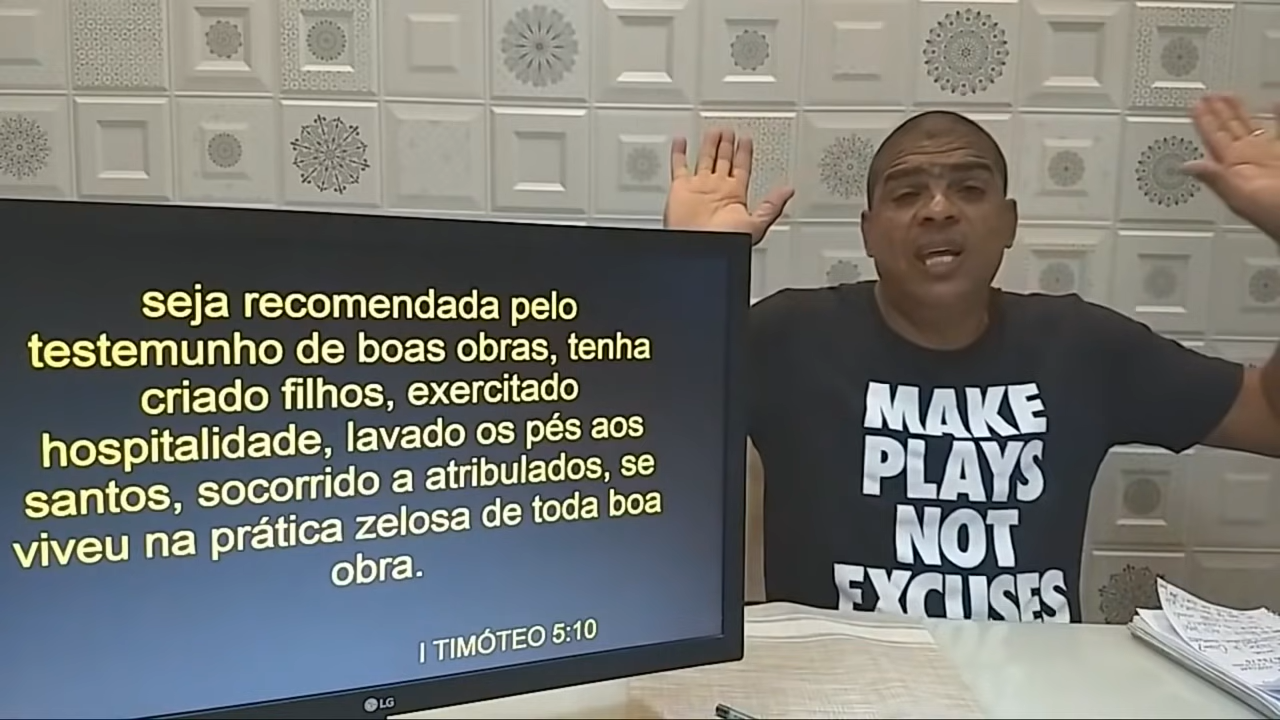 seja recomendada pelo
testemunho de boas obras, tenha
criado filhos, exercitado
hospitalidade, lavado os pés aos
santos, socorrido a atribulados, se
viveu na prática zelosa de toda boa
obra.
I TIMÓTEO 5:10
LG
MAKE
PLAYS
NOT
EXCUSES